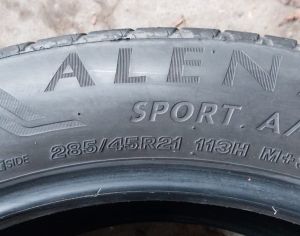 ALEN
SPORT A/
SIDE 285/45R21 113H M+